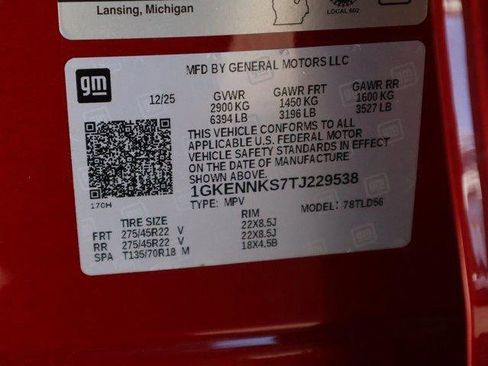 Lansing, Michigan
LOCAL 602
gm
MFD BY GENERAL MOTORS LLC
12/25
GVWR GAWR FRT GAWR RR
2900 KG 1450 KG 1600 KG
6394 LB 3196 LB 3527 LB
THIS VEHICLE CONFORMS TO ALL
APPLICABLE U.S. FEDERAL MOTOR
VEHICLE SAFETY STANDARDS IN EFFECT
ON THE DATE OF MANUFACTURE
SHOWN ABOVE.
1GKENNKS7TJ229538
17CH
TYPE: MPV MODEL: 78TLD56
TIRE SIZE RIM
FRT 275/45R22 V 22X8.5J
RR 275/45R22 V 22X8.5J
SPA T135/70R18 M 18X4.5B